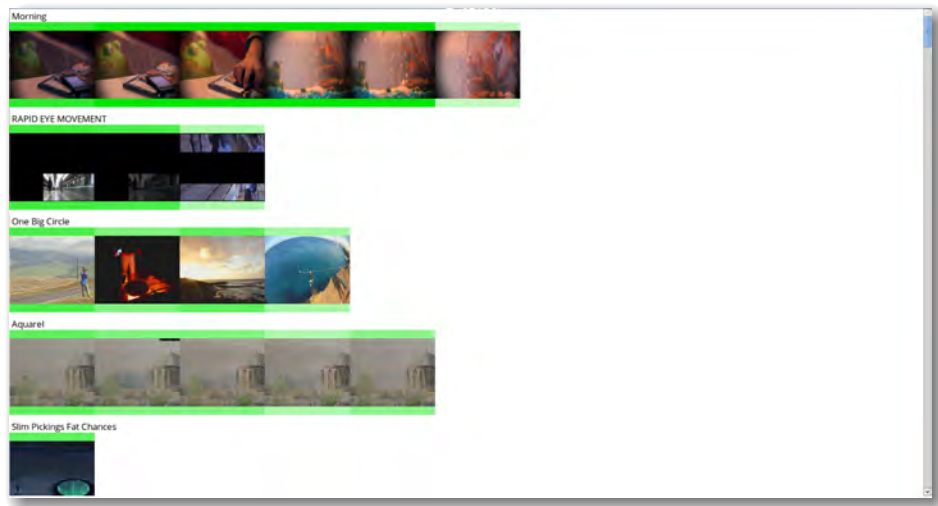 Morning
RAPID EYE MOVEMENT
One Big Circle
Aquarel
Slim Pickings Fat Chances